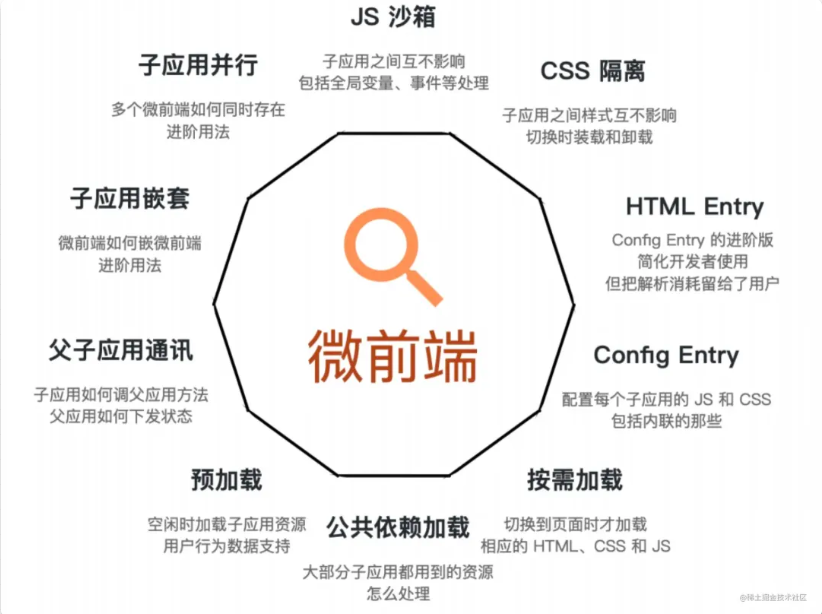 JS 沙箱
子应用之间互不影响
包括全局变量、事件等处理
CSS 隔离
子应用之间样式互不影响
切换时装载和卸载
HTML Entry
Config Entry 的进阶版
简化开发者使用
但把解析消耗留给了用户
Config Entry
配置每个子应用的 JS 和 CSS
包括内联的那些
按需加载
切换到页面时才加载
相应的 HTML、CSS 和 JS
公共依赖加载
大部分子应用都用到的资源
怎么处理
预加载
空闲时加载子应用资源
用户行为数据支持
父子应用通讯
子应用如何调父应用方法
父应用如何下发状态
子应用嵌套
微前端如何嵌微前端
进阶用法
子应用并行
多个微前端如何同时存在
进阶用法
微前端
@稀土掘金技术社区